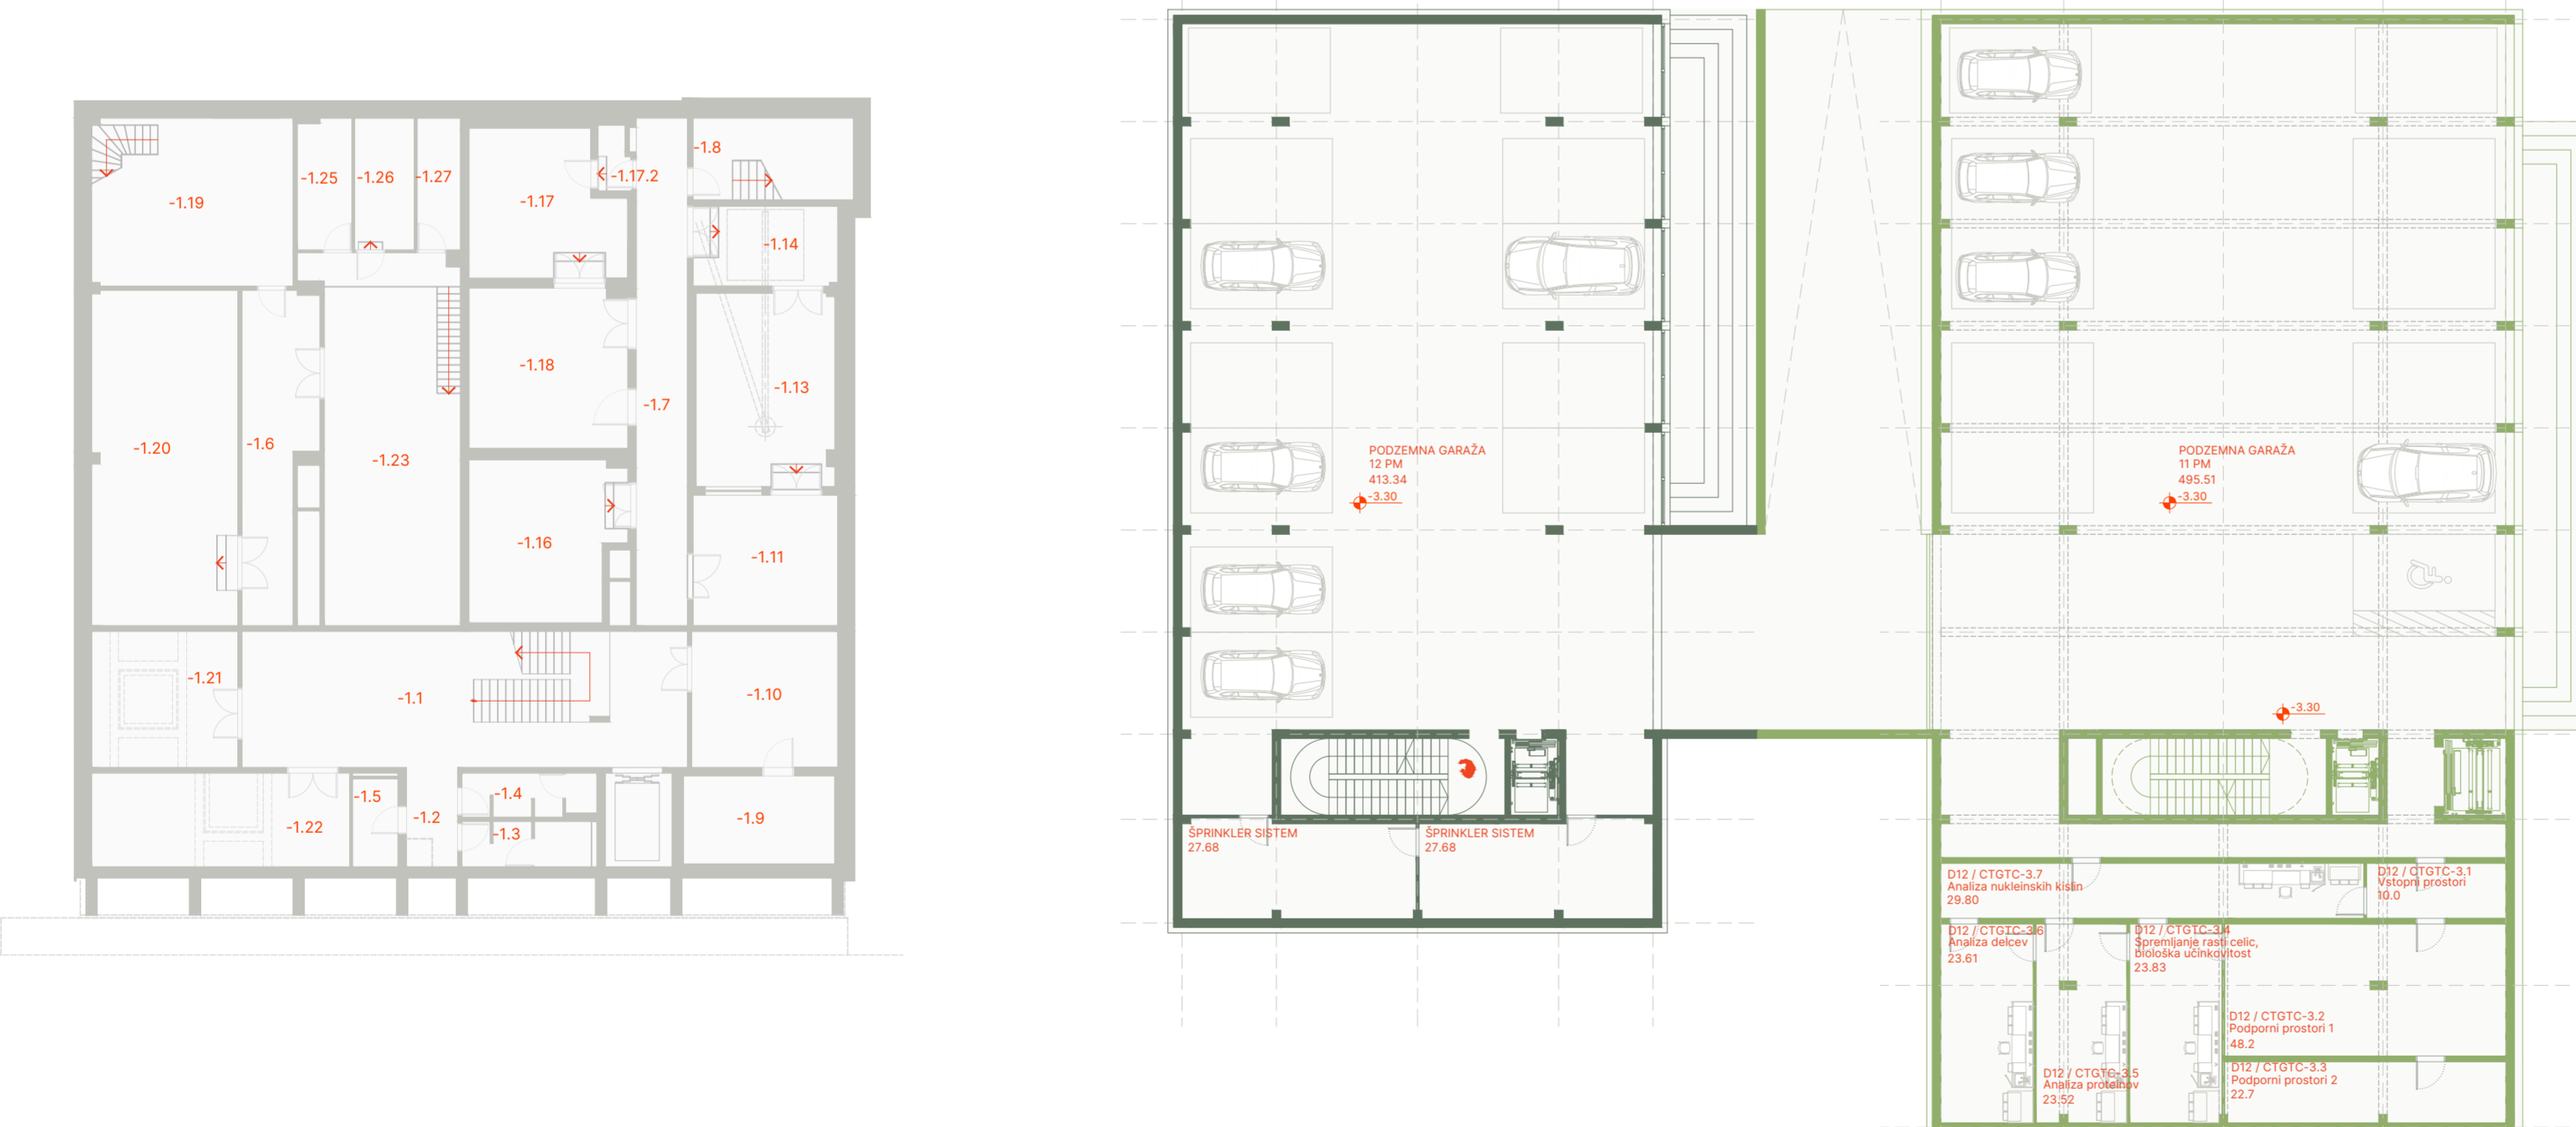 -1.8
-1.25
-1.26
-1.27
-1.17.2
-1.19
-1.17
-1.14
-1.18
-1.13
-1.7
-1.20
-1.6
-1.23
-1.16
-1.11
-1.21
-1.1
-1.10
-1.5
-1.4
-1.22
-1.2
-1.3
-1.9
PODZEMNA GARAŽA
12 PM
413.34
-3.30
ŠPRINKLER SISTEM
27.68
ŠPRINKLER SISTEM
27.68
PODZEMNA GARAŽA
11 PM
495.51
-3.30
-3.30
D12 / CTGTC-3.7
Analiza nukleinskih kislin
29.80
D12 / CTGTC-3.1
Vstopni prostori
10.0
D12 / CTGTC-3.6
Analiza delcev
23.61
D12 / CTGTC-3.4
Spremljanje rasti celic,
biološka učinkovitost
23.83
D12 / CTGTC-3.2
Podporni prostori 1
48.2
D12 / CTGTC-3.5
Analiza proteinov
23.52
D12 / CTGTC-3.3
Podporni prostori 2
22.7